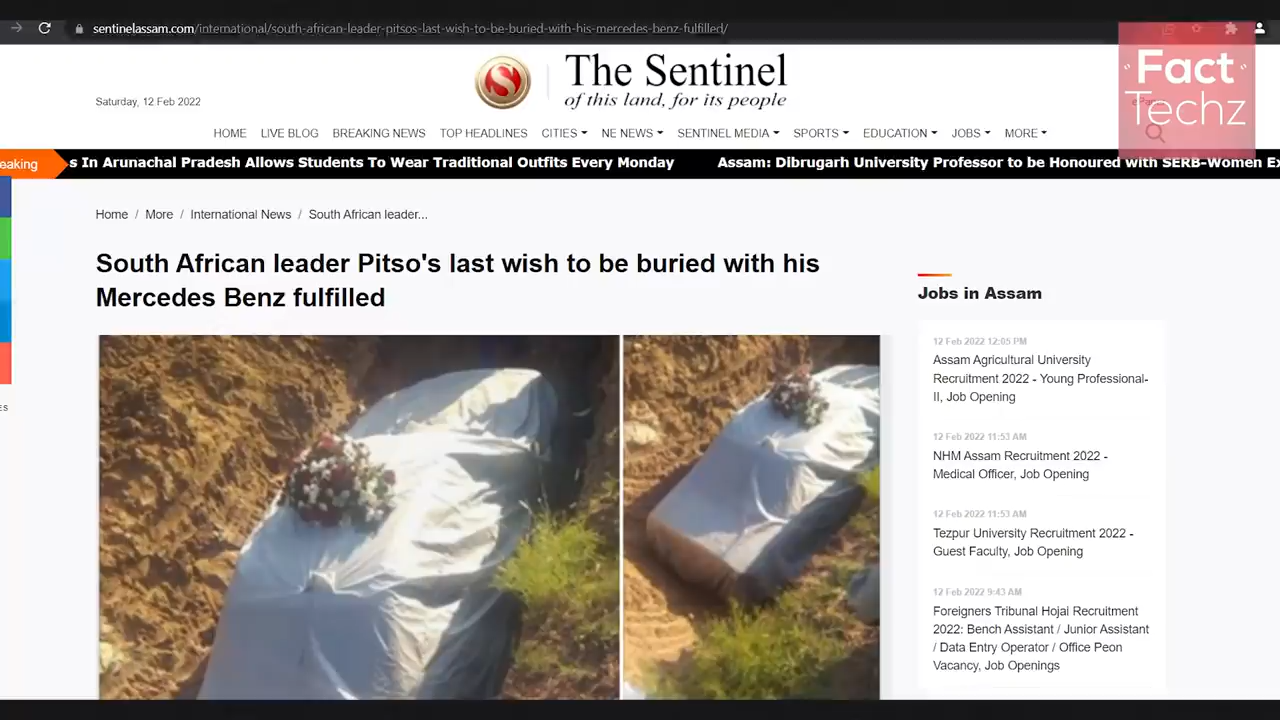 sentinelassam.com/international/south-african-leader-pitsos-last-wish-to-be-buried-with-his-mercedes-benz-fulfilled/
Fact
Techz
The Sentinel
of this land, for its people
Saturday, 12 Feb 2022
HOME LIVE BLOG BREAKING NEWS TOP HEADLINES CITIES NE NEWS SENTINEL MEDIA SPORTS EDUCATION JOBS MORE
eaking s In Arunachal Pradesh Allows Students To Wear Traditional Outfits Every Monday Assam: Dibrugarh University Professor to be Honoured with SERB-Women Ex
Home / More / International News / South African leader...
South African leader Pitso's last wish to be buried with his
Mercedes Benz fulfilled
Jobs in Assam
12 Feb 2022 12:05 PM
Assam Agricultural University
Recruitment 2022 - Young Professional-
II, Job Opening
12 Feb 2022 11:53 AM
NHM Assam Recruitment 2022 -
Medical Officer, Job Opening
12 Feb 2022 11:53 AM
Tezpur University Recruitment 2022 -
Guest Faculty, Job Opening
12 Feb 2022 9:43 AM
Foreigners Tribunal Hojai Recruitment
2022: Bench Assistant / Junior Assistant
/ Data Entry Operator / Office Peon
Vacancy, Job Openings
ES